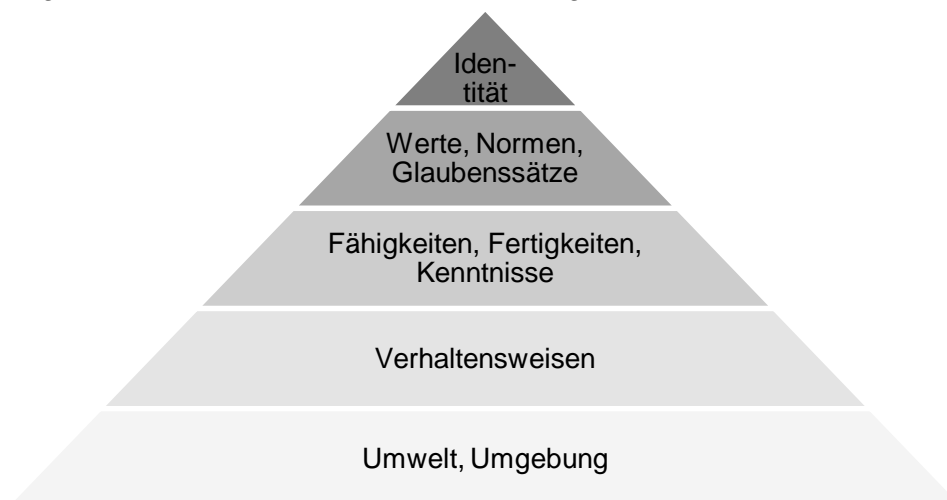 Iden-
tität
Werte, Normen,
Glaubenssätze
Fähigkeiten, Fertigkeiten,
Kenntnisse
Verhaltensweisen
Umwelt, Umgebung